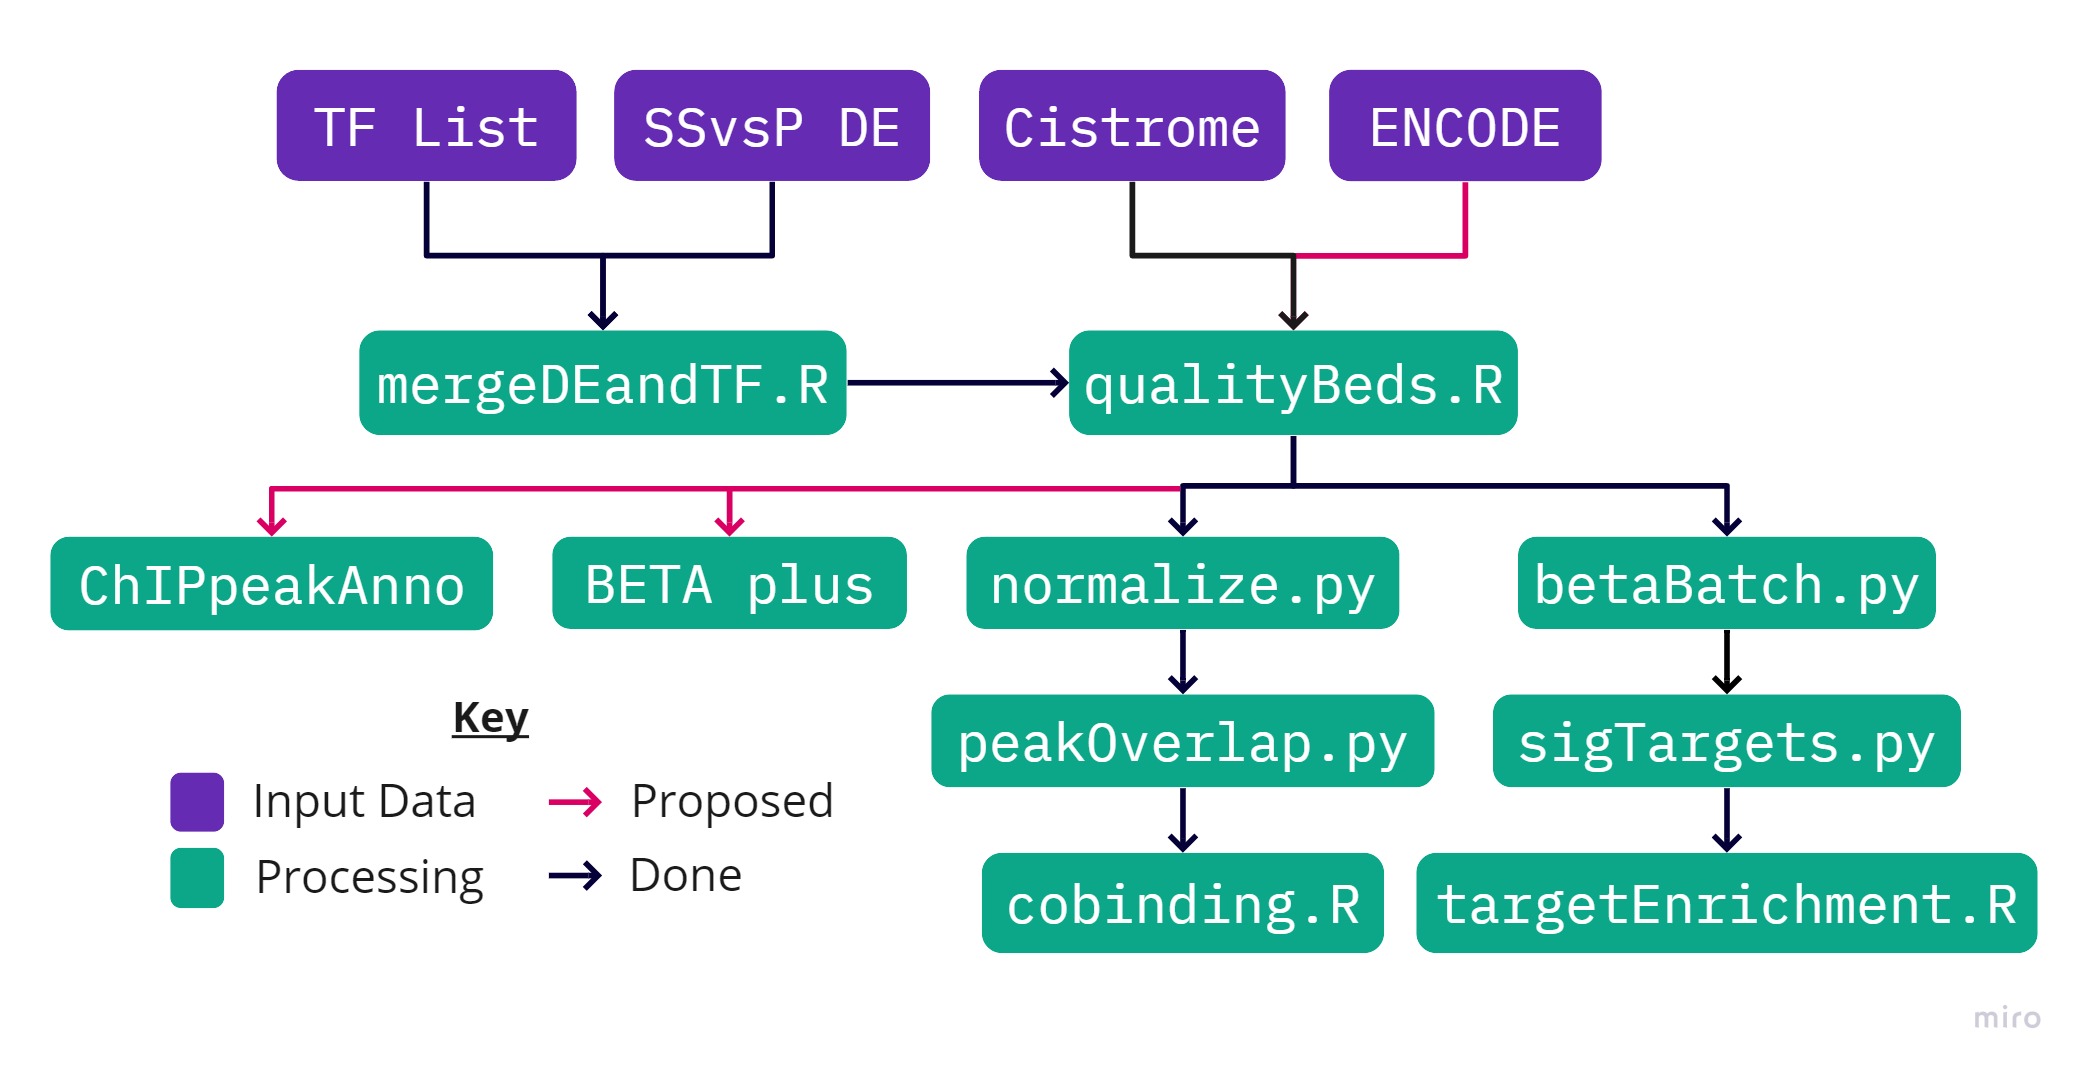 TF List
SSvsP DE
Cistrome
ENCODE
mergeDEandTF.R
qualityBeds.R
ChIPpeakAnno
BETA plus
normalize.py
betaBatch.py
peakOverlap.py
sigTargets.py
cobinding.R
targetEnrichment.R
Key
Input Data
Proposed
Processing
Done
miro